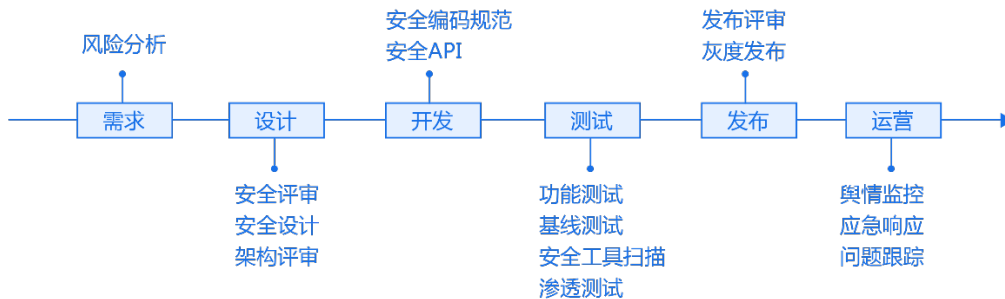 风险分析
安全编码规范
安全API
发布评审
灰度发布
需求
设计
开发
测试
发布
运营
安全评审
安全设计
架构评审
功能测试
基线测试
安全工具扫描
渗透测试
舆情监控
应急响应
问题跟踪